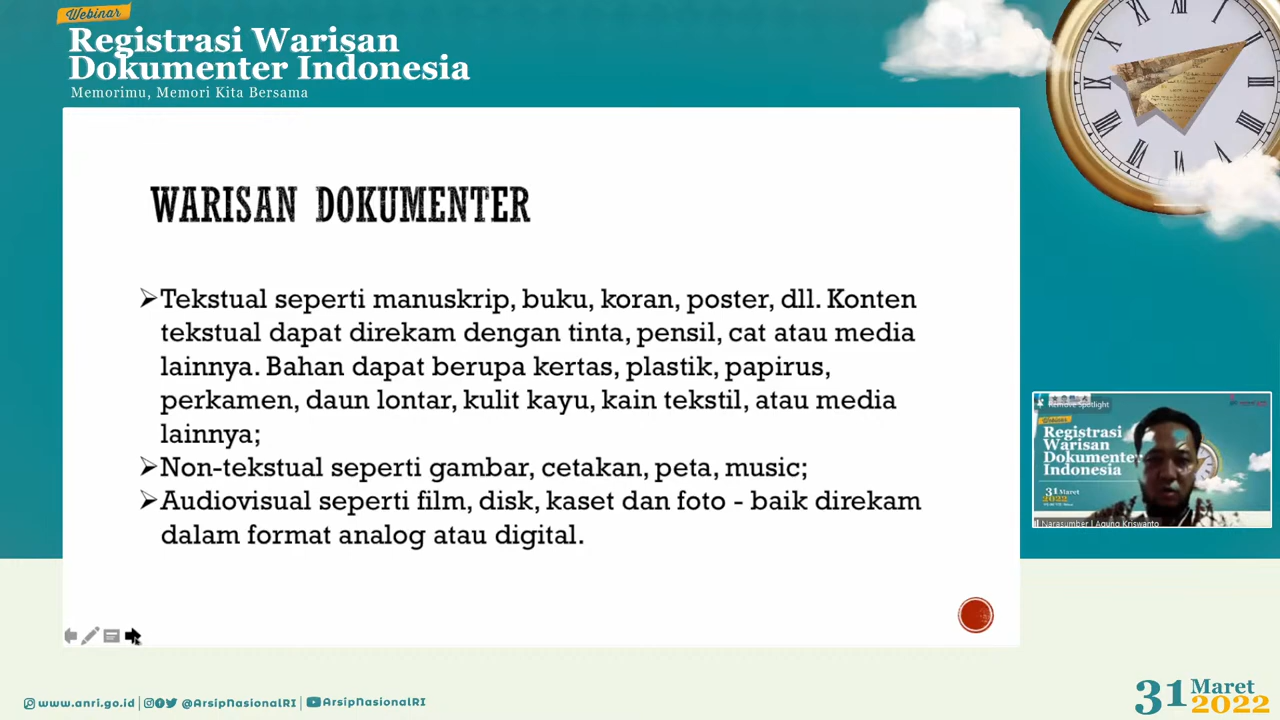 Webinar
Registrasi Warisan
Dokumenter Indonesia
Memorimu, Memori Kita Bersama
WARISAN DOKUMENTER
➤Tekstual seperti manuskrip, buku, koran, poster, dll. Konten
tekstual dapat direkam dengan tinta, pensil, cat atau media
lainnya. Bahan dapat berupa kertas, plastik, papirus,
perkamen, daun lontar, kulit kayu, kain tekstil, atau media
lainnya;
➤Non-tekstual seperti gambar, cetakan, peta, music;
➤Audiovisual seperti film, disk, kaset dan foto - baik direkam
dalam format analog atau digital.
Remove Spotlight
Webinar
Registrasi
Warisan
Dokumenter
Indonesia
31 Maret
2022
Narasumber | Agung Kriswanto
www.anri.go.id | @ArsipNasionalRI | ArsipNasionalRI
31 Maret
2022